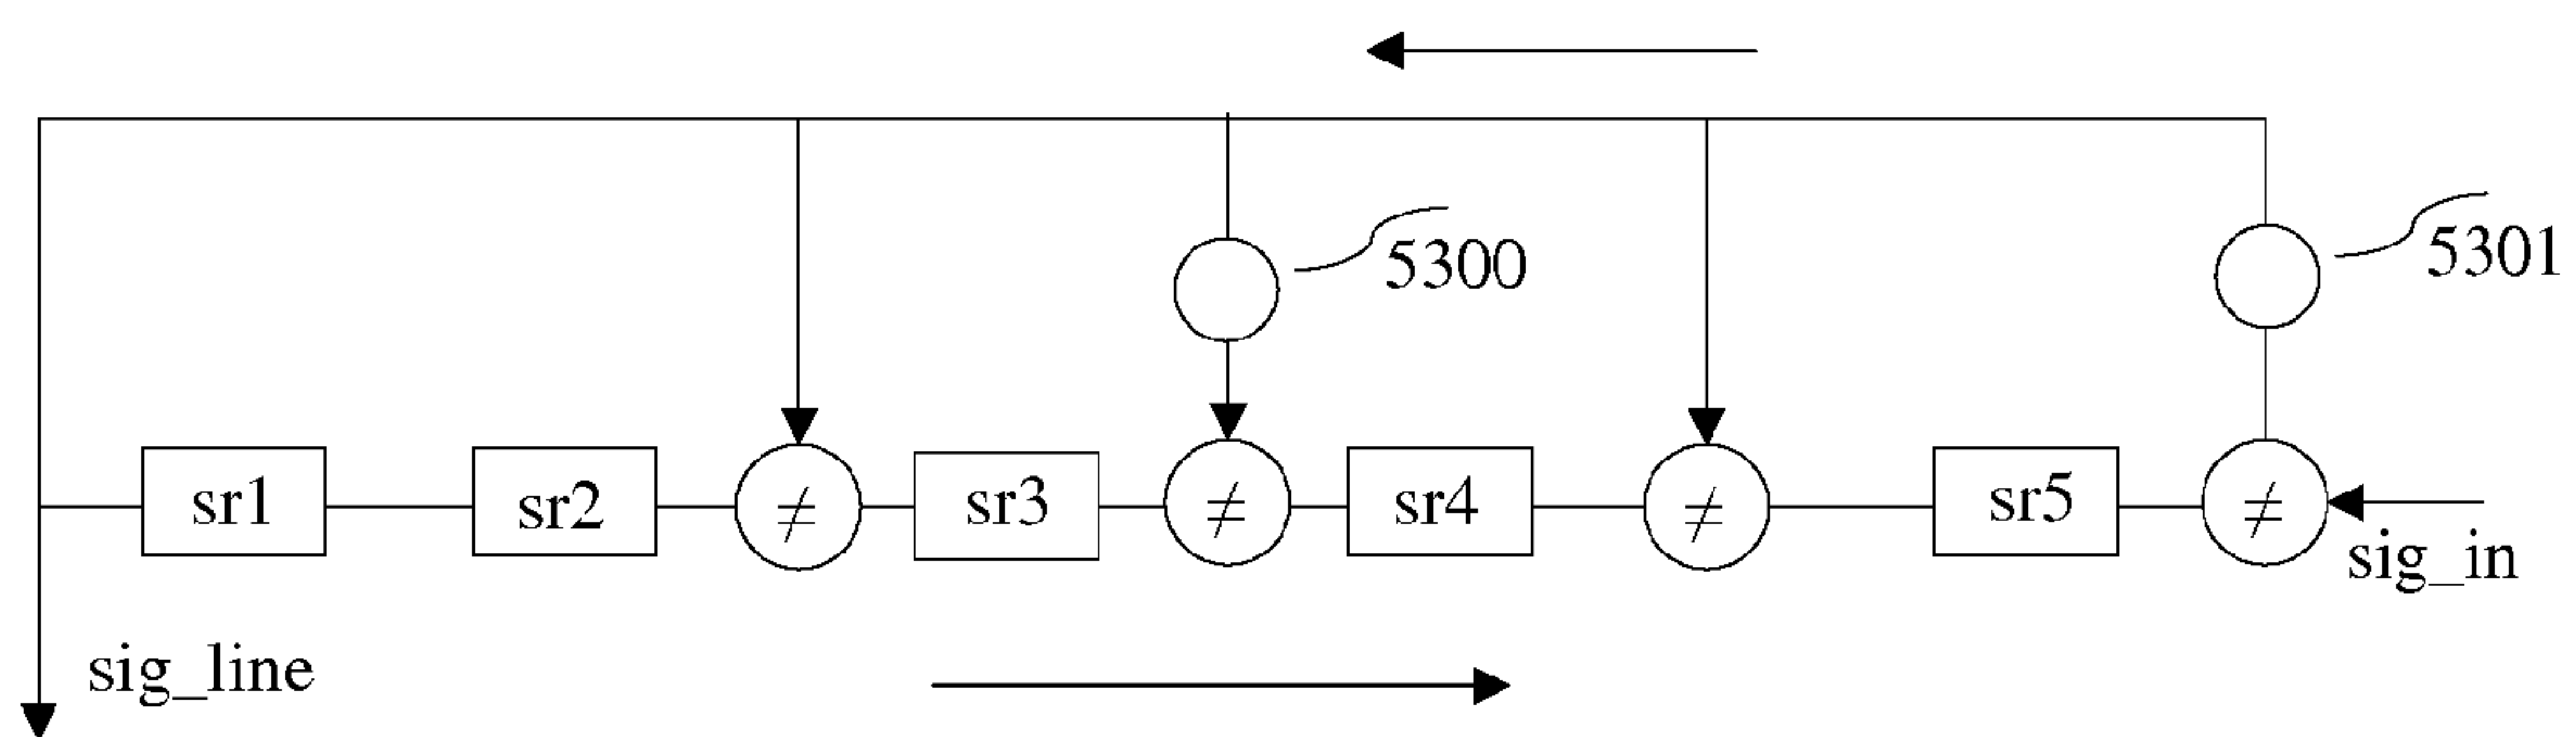 5300
5301
sr1
≠
sr2
≠
sr3
≠
sr4
≠
sr5
sig_in
sig_line